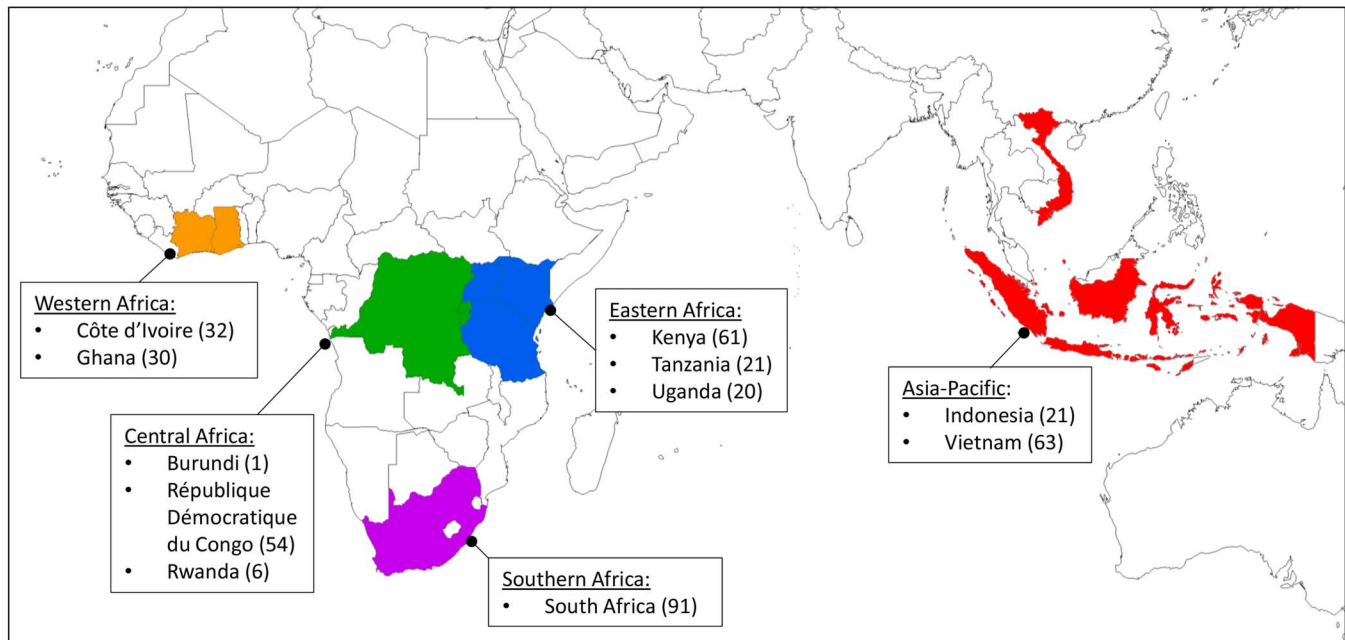 Western Africa:
• Côte d’Ivoire (32)
• Ghana (30)
Central Africa:
• Burundi (1)
• République
Démocratique
du Congo (54)
• Rwanda (6)
Eastern Africa:
• Kenya (61)
• Tanzania (21)
• Uganda (20)
Southern Africa:
• South Africa (91)
Asia-Pacific:
• Indonesia (21)
• Vietnam (63)